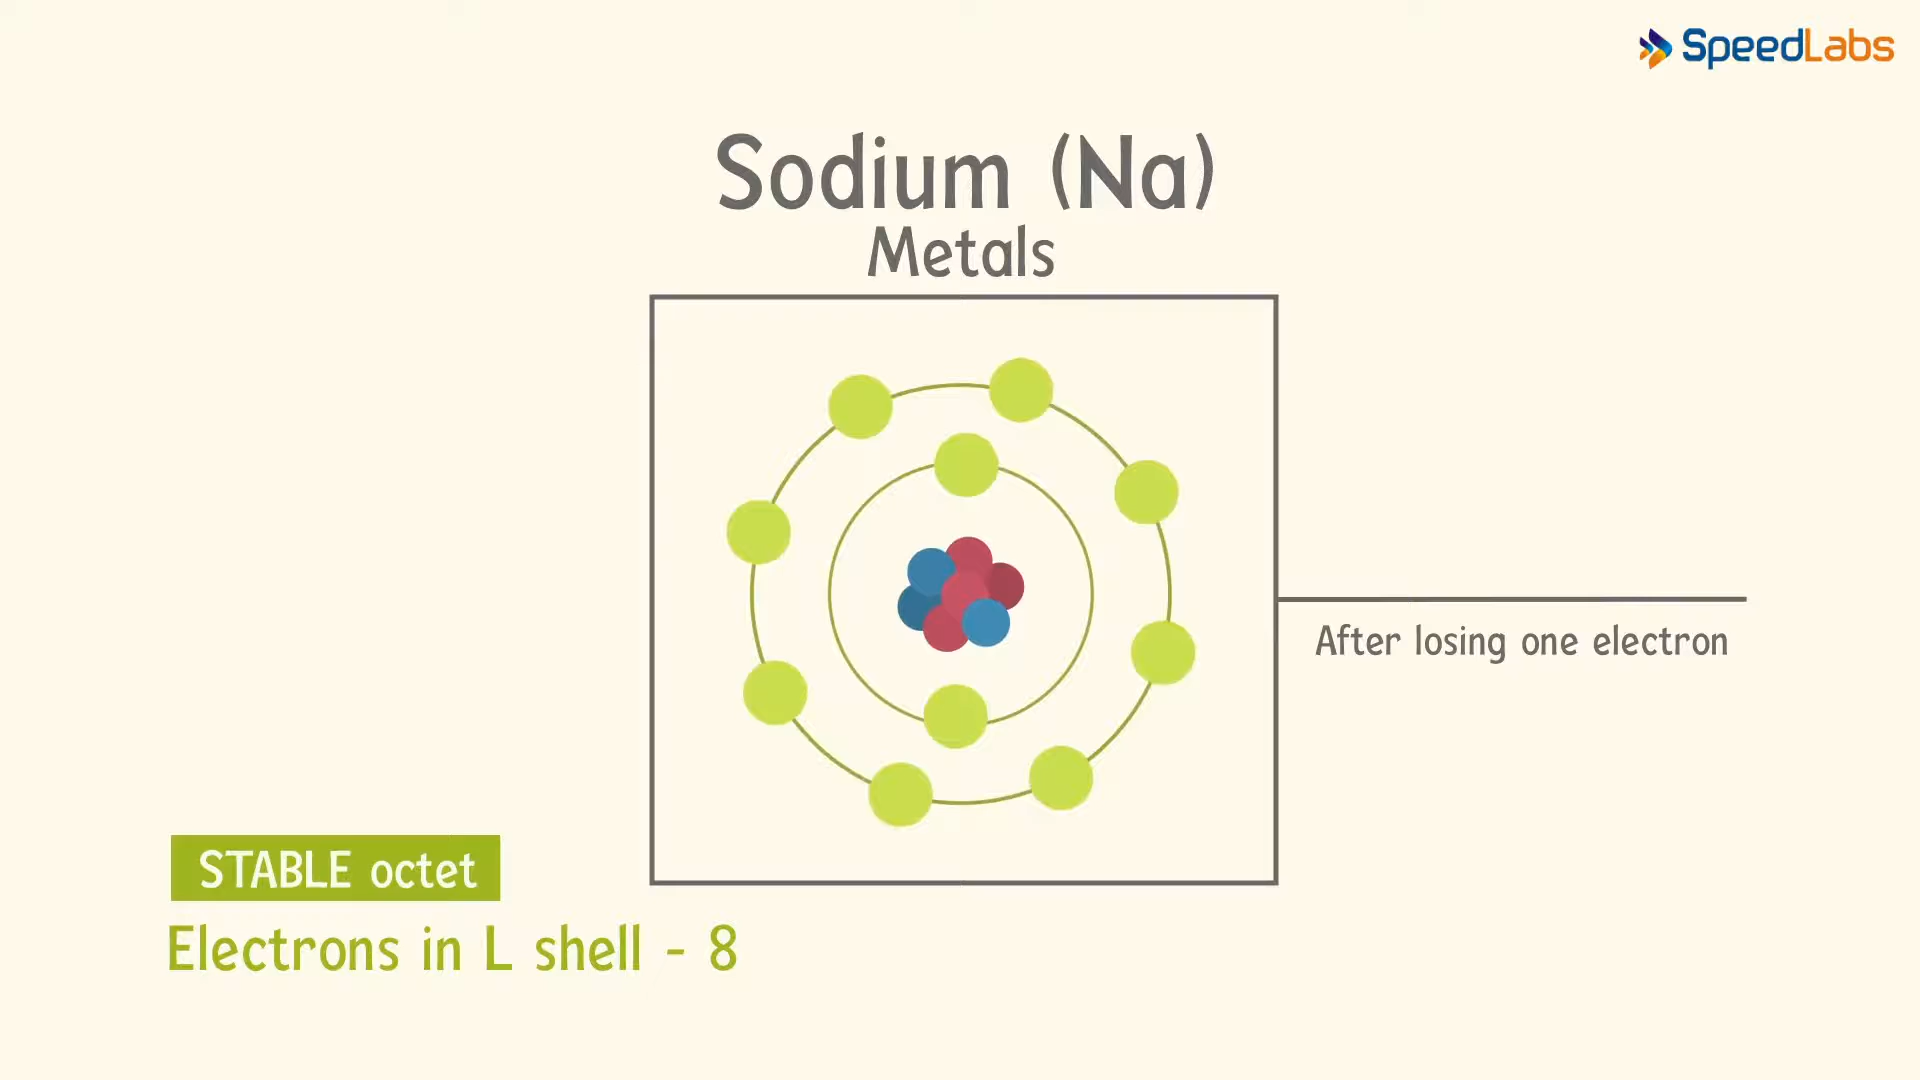 SpeedLabs
Sodium (Na)
Metals
After losing one electron
STABLE octet
Electrons in L shell - 8